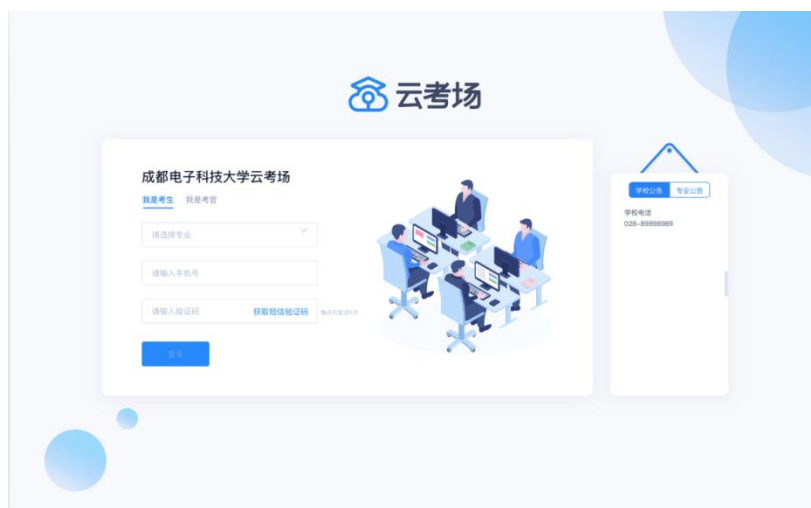 云考场
成都电子科技大学云考场
我是考生 我是考官
请选择专业
请输入手机号
请输入验证码 获取短信验证码
登录
学校公告 专业公告
学校电话
028-89898989